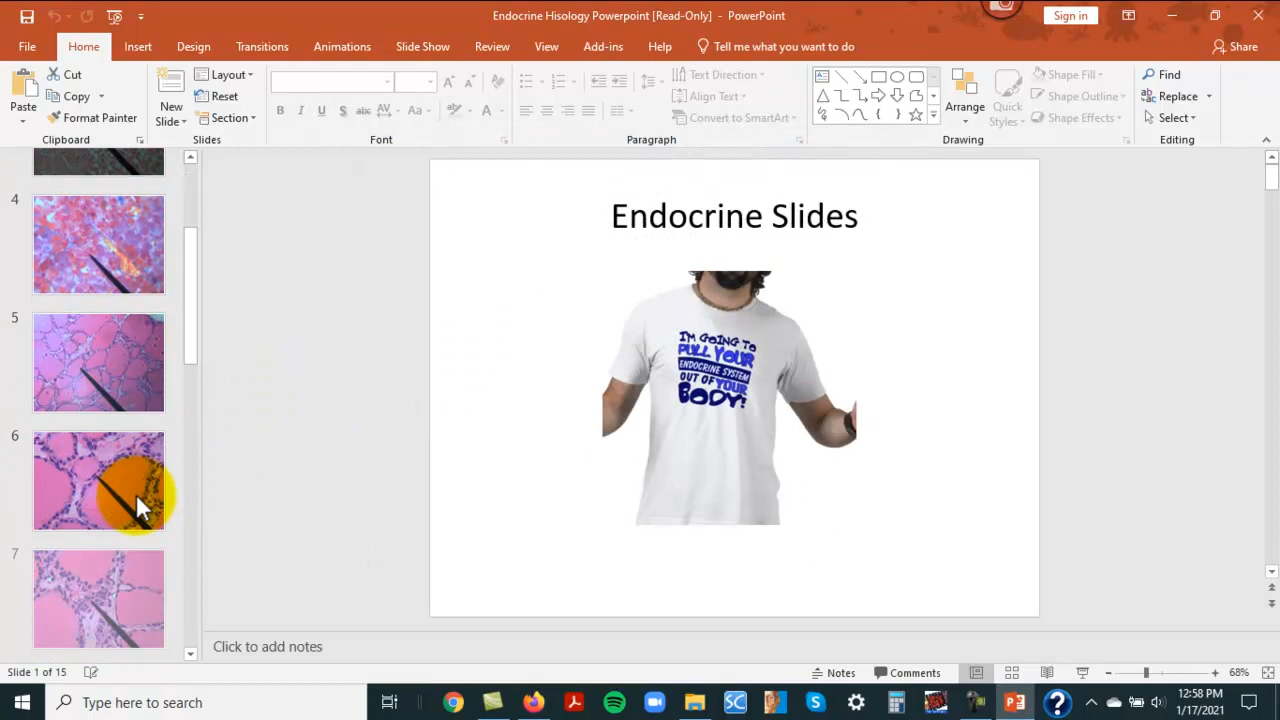 Endocrine Hisology Powerpoint [Read-Only] - PowerPoint
Sign in
File Home Insert Design Transitions Animations Slide Show Review View Add-ins Help Tell me what you want to do Share
Paste
Cut
Copy
Format Painter
Clipboard
New Slide
Layout
Reset
Section
Slides
B I U S abc AV Aa A
Font
Text Direction
Align Text
Convert to SmartArt
Paragraph
Arrange
Quick Styles
Shape Fill
Shape Outline
Shape Effects
Drawing
Find
Replace
Select
Editing
4
5
6
7
Endocrine Slides
I'M GOING TO
PULL YOUR
ENDOCRINE SYSTEM
OUT OF YOUR
BODY!
Click to add notes
Slide 1 of 15
Notes
Comments
68%
Type here to search
12:58 PM
1/17/2021